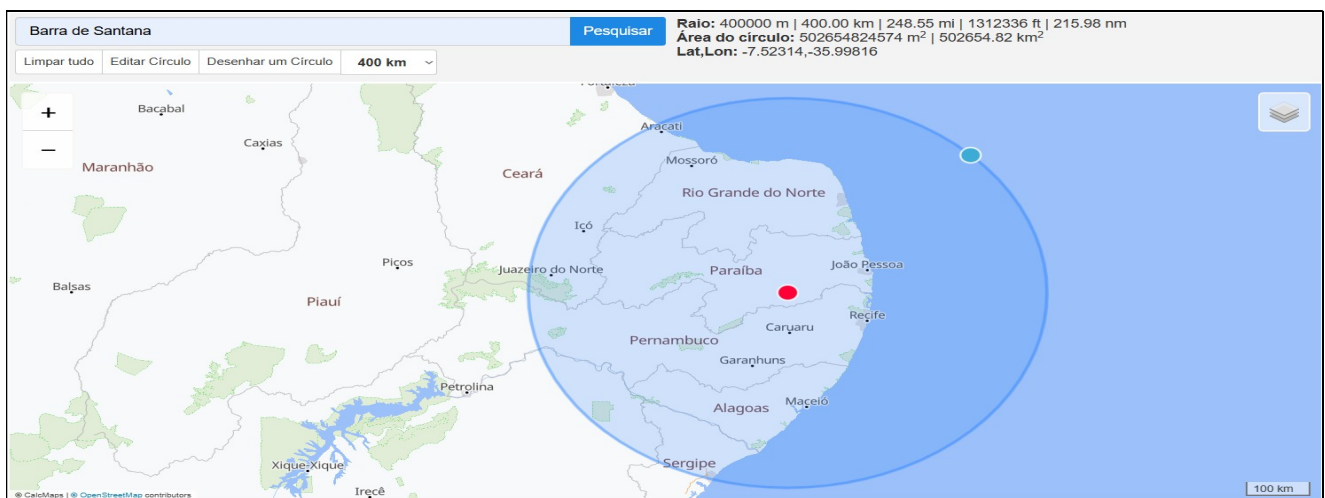 Barra de Santana
Pesquisar
Raio: 400000 m | 400.00 km | 248.55 mi | 1312336 ft | 215.98 nm
Área do círculo: 502654824574 m² | 502654.82 km²
Lat,Lon: -7.52314,-35.99816
Limpar tudo
Editar Círculo
Desenhar um Círculo
400 km
+
−
Bacabal
Aracati
Caxias
Mossoró
Maranhão
Ceará
Rio Grande do Norte
Icó
Picos
Juazeiro do Norte
Paraíba
João Pessoa
Balsas
Piauí
Recife
Caruaru
Pernambuco
Garanhuns
Petrolina
Alagoas
Maceió
Xique-Xique
Sergipe
Irecê
100 km
© CalcMaps | © OpenStreetMap contributors